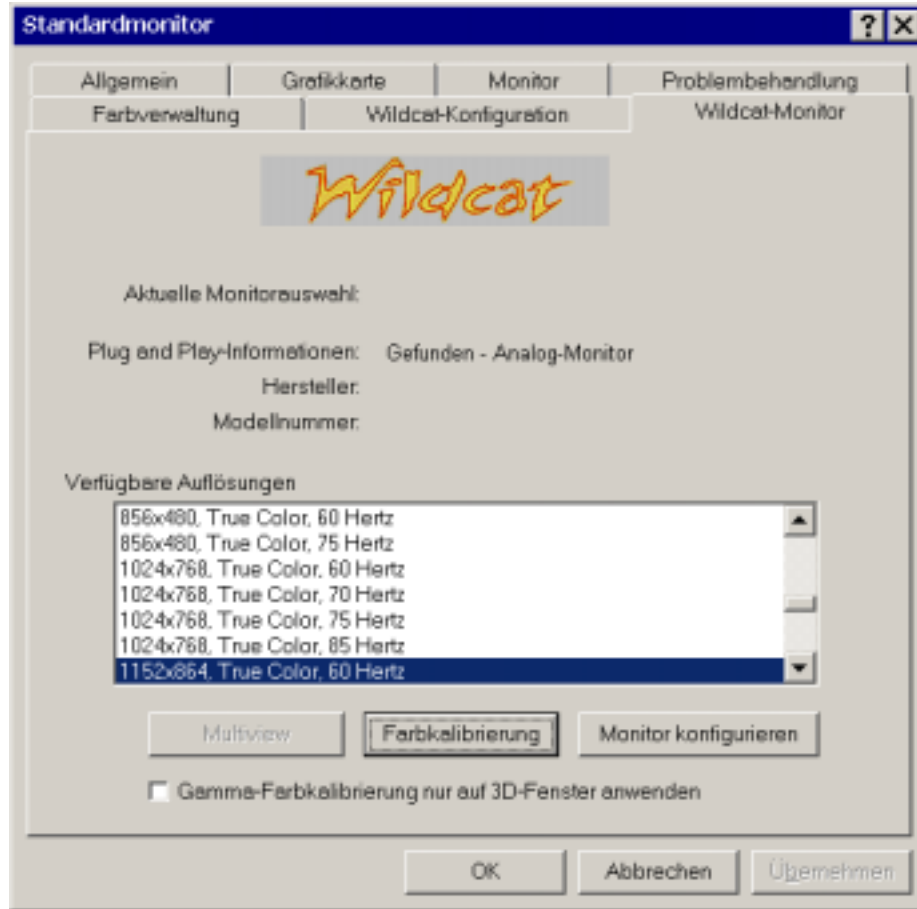 Standardmonitor
Allgemein Grafikkarte Monitor Problembehandlung
Farbverwaltung Wildcat-Konfiguration Wildcat-Monitor
Wildcat
Aktuelle Monitorauswahl:
Plug and Play-Informationen: Gefunden - Analog-Monitor
Hersteller:
Modellnummer:
Verfügbare Auflösungen
856x480, True Color, 60 Hertz
856x480, True Color, 75 Hertz
1024x768, True Color, 60 Hertz
1024x768, True Color, 70 Hertz
1024x768, True Color, 75 Hertz
1024x768, True Color, 85 Hertz
1152x864, True Color, 60 Hertz
Multiview Farbkalibrierung Monitor konfigurieren
Gamma-Farbkalibrierung nur auf 3D-Fenster anwenden
OK Abbrechen Übernehmen